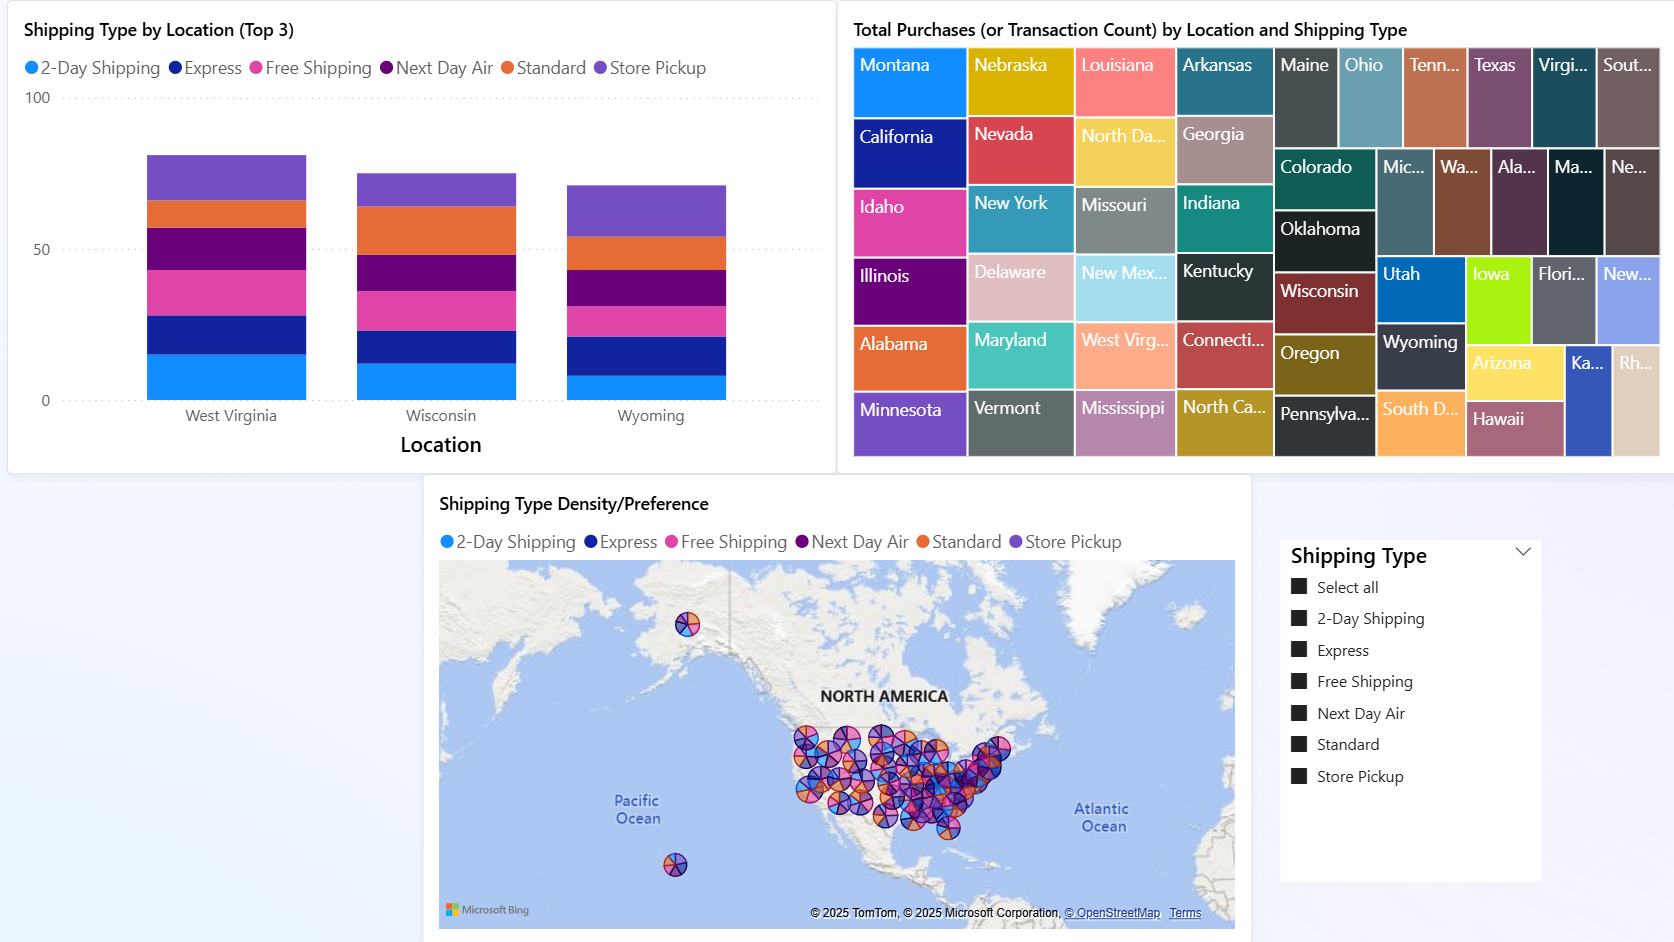 Shipping Type by Location (Top 3)
2-Day Shipping Express Free Shipping Next Day Air Standard Store Pickup
100
50
0
West Virginia Wisconsin Wyoming
Location
Total Purchases (or Transaction Count) by Location and Shipping Type
Montana Nebraska Louisiana Arkansas Maine Ohio Tenn... Texas Virgi... Sout...
California Nevada North Da... Georgia Colorado Mic... Wa... Ala... Ma... Ne...
Idaho New York Missouri Indiana Oklahoma
Illinois Delaware New Mex... Kentucky Wisconsin Utah Iowa Flori... New...
Alabama Maryland West Virg... Connecti... Oregon Wyoming Arizona Ka... Rh...
Minnesota Vermont Mississippi North Ca... Pennsylva... South D... Hawaii
Shipping Type Density/Preference
2-Day Shipping Express Free Shipping Next Day Air Standard Store Pickup
NORTH AMERICA
Pacific
Ocean
Atlantic
Ocean
Microsoft Bing
© 2025 TomTom, © 2025 Microsoft Corporation, © OpenStreetMap Terms
Shipping Type
Select all
2-Day Shipping
Express
Free Shipping
Next Day Air
Standard
Store Pickup